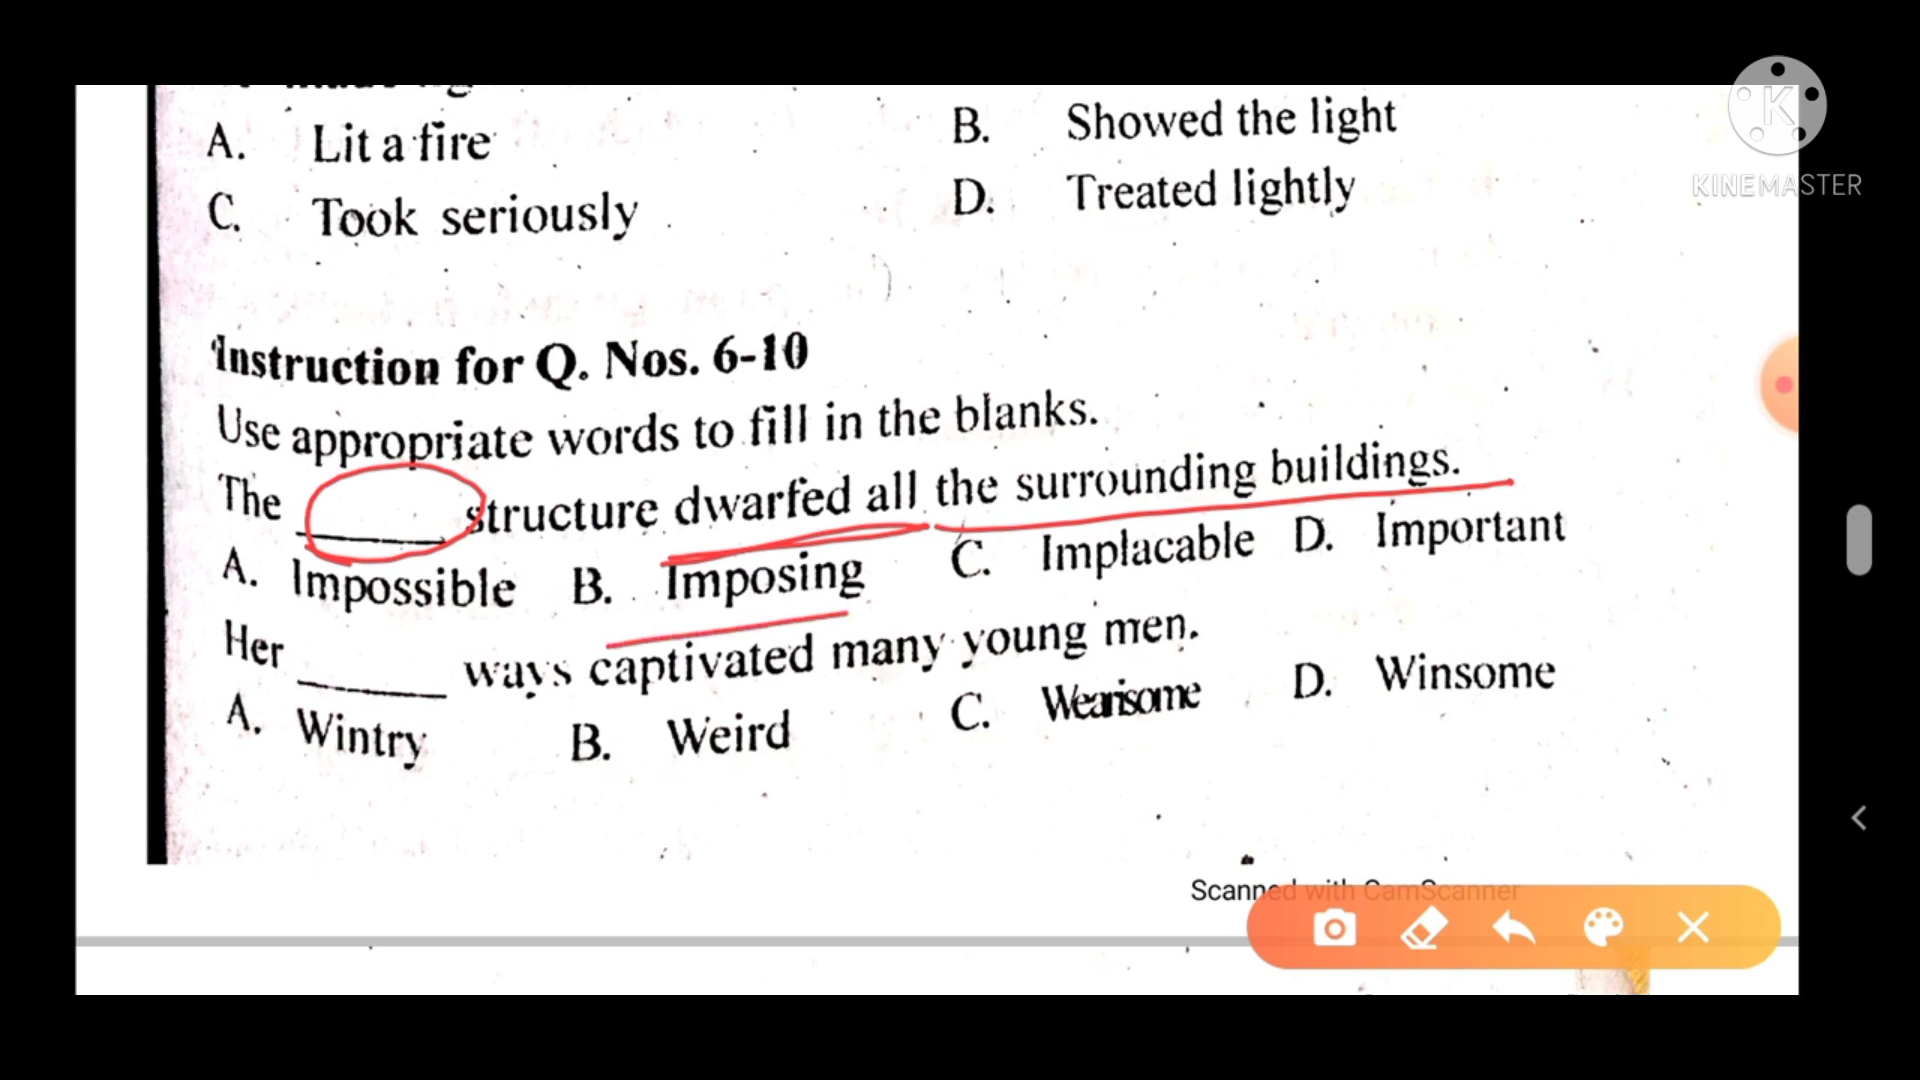 A. Lit a fire B. Showed the light
C. Took seriously D. Treated lightly
Instruction for Q. Nos. 6-10
Use appropriate words to fill in the blanks.
The ______ structure dwarfed all the surrounding buildings.
A. Impossible B. Imposing C. Implacable D. Important
Her ______ ways captivated many young men.
A. Wintry B. Weird C. Wearisome D. Winsome
Scanned with CamScanner
K
KINEMASTER